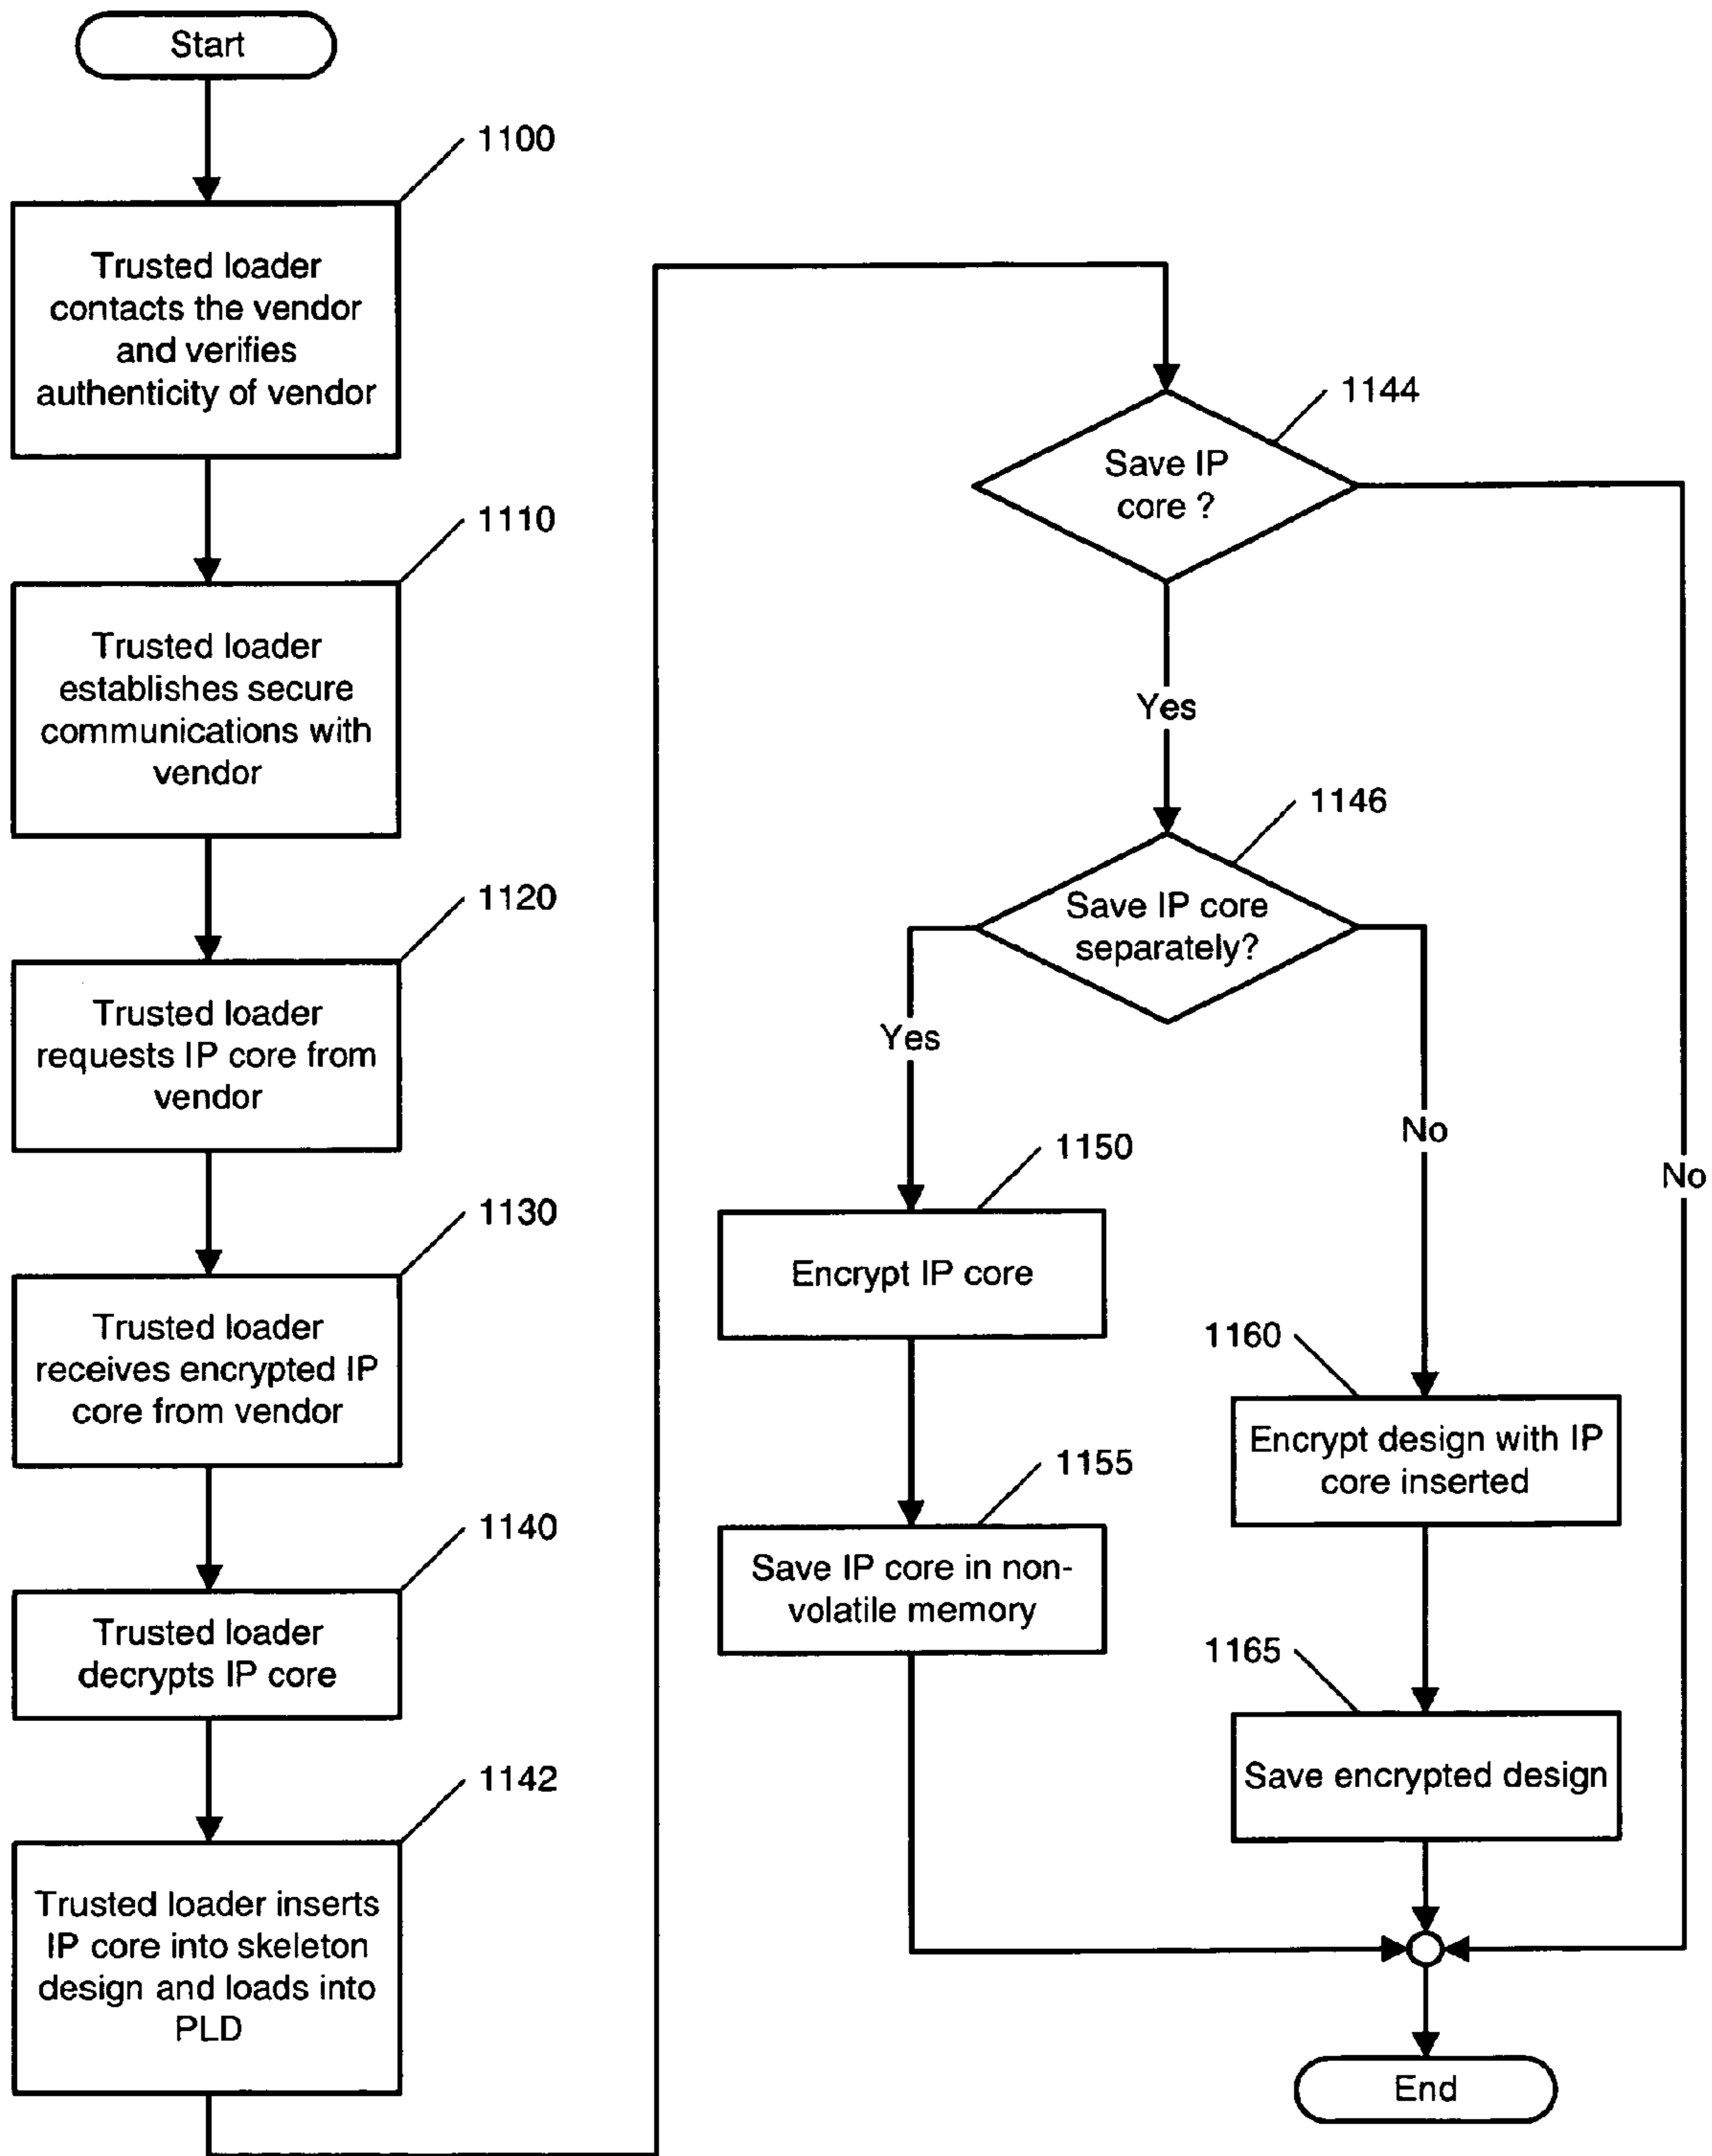 Start
1100
Trusted loader
contacts the vendor
and verifies
authenticity of vendor
1110
Trusted loader
establishes secure
communications with
vendor
1120
Trusted loader
requests IP core from
vendor
1130
Trusted loader
receives encrypted IP
core from vendor
1140
Trusted loader
decrypts IP core
1142
Trusted loader inserts
IP core into skeleton
design and loads into
PLD
1144
Save IP
core ?
Yes
No
1146
Save IP core
separately?
Yes
No
1150
Encrypt IP core
1155
Save IP core in non-
volatile memory
1160
Encrypt design with IP
core inserted
1165
Save encrypted design
End